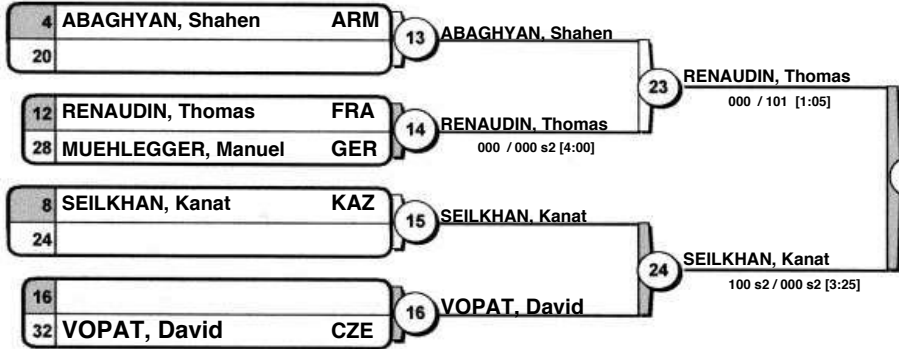 4 ABAGHYAN, Shahen ARM
20
13 ABAGHYAN, Shahen
12 RENAUDIN, Thomas FRA
28 MUEHLEGGER, Manuel GER
14 RENAUDIN, Thomas
000 / 000 s2 [4:00]
23 RENAUDIN, Thomas
000 / 101 [1:05]
8 SEILKHAN, Kanat KAZ
24
15 SEILKHAN, Kanat
16
32 VOPAT, David CZE
16 VOPAT, David
24 SEILKHAN, Kanat
100 s2 / 000 s2 [3:25]